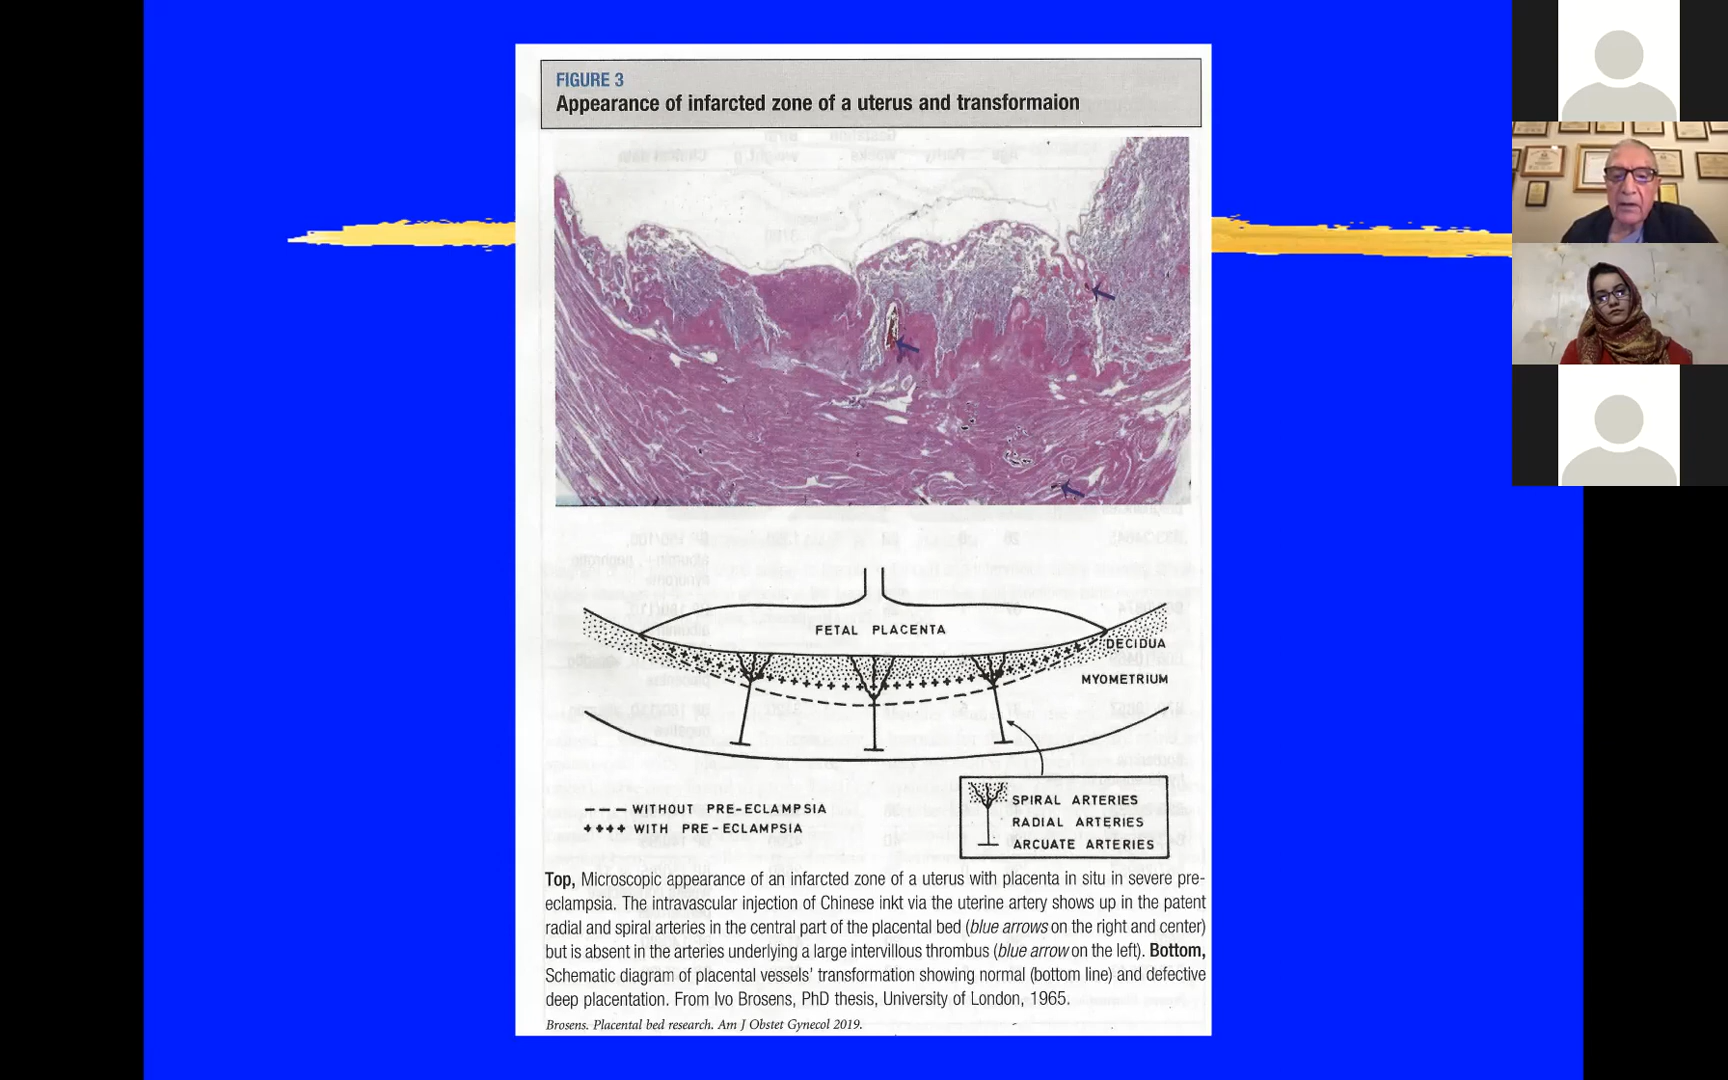 FIGURE 3
Appearance of infarcted zone of a uterus and transformaion
FETAL PLACENTA
DECIDUA
MYOMETRIUM
WITHOUT PRE-ECLAMPSIA
WITH PRE-ECLAMPSIA
SPIRAL ARTERIES
RADIAL ARTERIES
ARCUATE ARTERIES
Top, Microscopic appearance of an infarcted zone of a uterus with placenta in situ in severe pre-
eclampsia. The intravascular injection of Chinese inkt via the uterine artery shows up in the patent
radial and spiral arteries in the central part of the placental bed (blue arrows on the right and center)
but is absent in the arteries underlying a large intervillous thrombus (blue arrow on the left). Bottom,
Schematic diagram of placental vessels' transformation showing normal (bottom line) and defective
deep placentation. From Ivo Brosens, PhD thesis, University of London, 1965.
Brosens. Placental bed research. Am J Obstet Gynecol 2019.